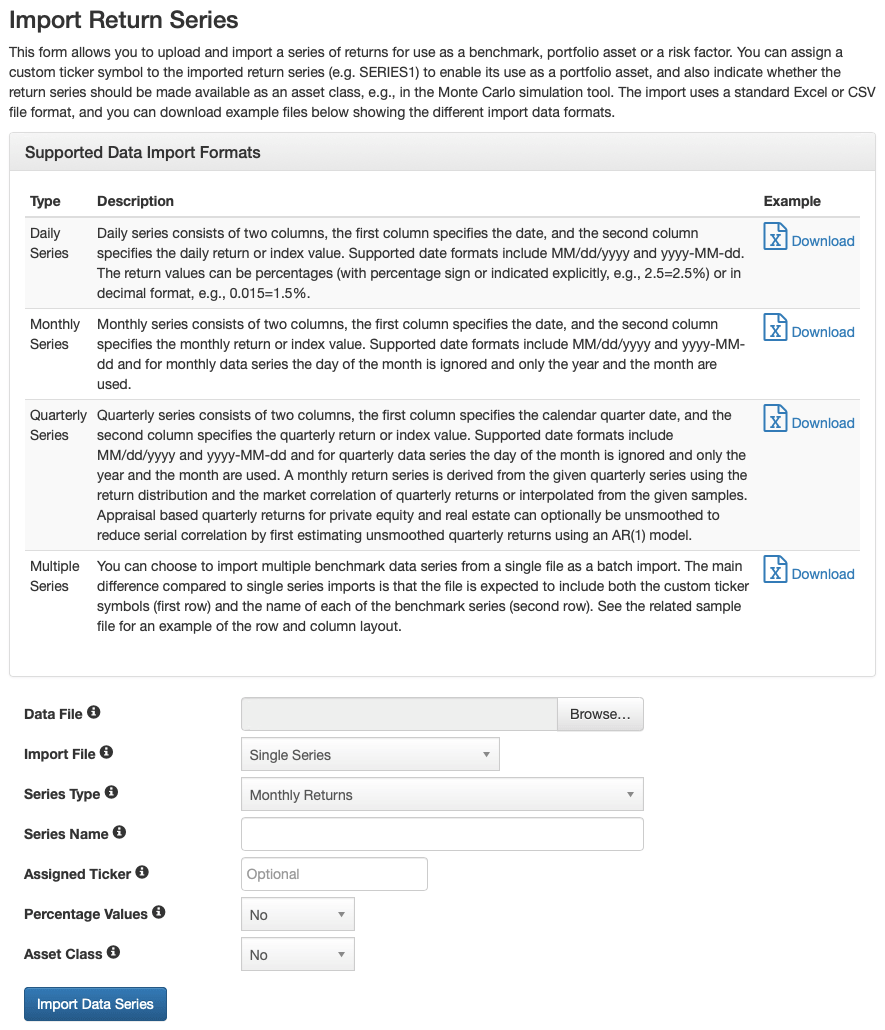 Import Return Series
This form allows you to upload and import a series of returns for use as a benchmark, portfolio asset or a risk factor. You can assign a
custom ticker symbol to the imported return series (e.g. SERIES1) to enable its use as a portfolio asset, and also indicate whether the
return series should be made available as an asset class, e.g., in the Monte Carlo simulation tool. The import uses a standard Excel or CSV
file format, and you can download example files below showing the different import data formats.
Supported Data Import Formats
Type Description Example
Daily Series
Daily series consists of two columns, the first column specifies the date, and the second column
specifies the daily return or index value. Supported date formats include MM/dd/yyyy and yyyy-MM-dd.
The return values can be percentages (with percentage sign or indicated explicitly, e.g., 2.5=2.5%) or in
decimal format, e.g., 0.015=1.5%.
X Download
Monthly Series
Monthly series consists of two columns, the first column specifies the date, and the second column
specifies the monthly return or index value. Supported date formats include MM/dd/yyyy and yyyy-MM-
dd and for monthly data series the day of the month is ignored and only the year and the month are
used.
X Download
Quarterly Series
Quarterly series consists of two columns, the first column specifies the calendar quarter date, and the
second column specifies the quarterly return or index value. Supported date formats include
MM/dd/yyyy and yyyy-MM-dd and for quarterly data series the day of the month is ignored and only the
year and the month are used. A monthly return series is derived from the given quarterly series using the
return distribution and the market correlation of quarterly returns or interpolated from the given samples.
Appraisal based quarterly returns for private equity and real estate can optionally be unsmoothed to
reduce serial correlation by first estimating unsmoothed quarterly returns using an AR(1) model.
X Download
Multiple Series
You can choose to import multiple benchmark data series from a single file as a batch import. The main
difference compared to single series imports is that the file is expected to include both the custom ticker
symbols (first row) and the name of each of the benchmark series (second row). See the related sample
file for an example of the row and column layout.
X Download
Data File Browse...
Import File Single Series
Series Type Monthly Returns
Series Name
Assigned Ticker Optional
Percentage Values No
Asset Class No
Import Data Series